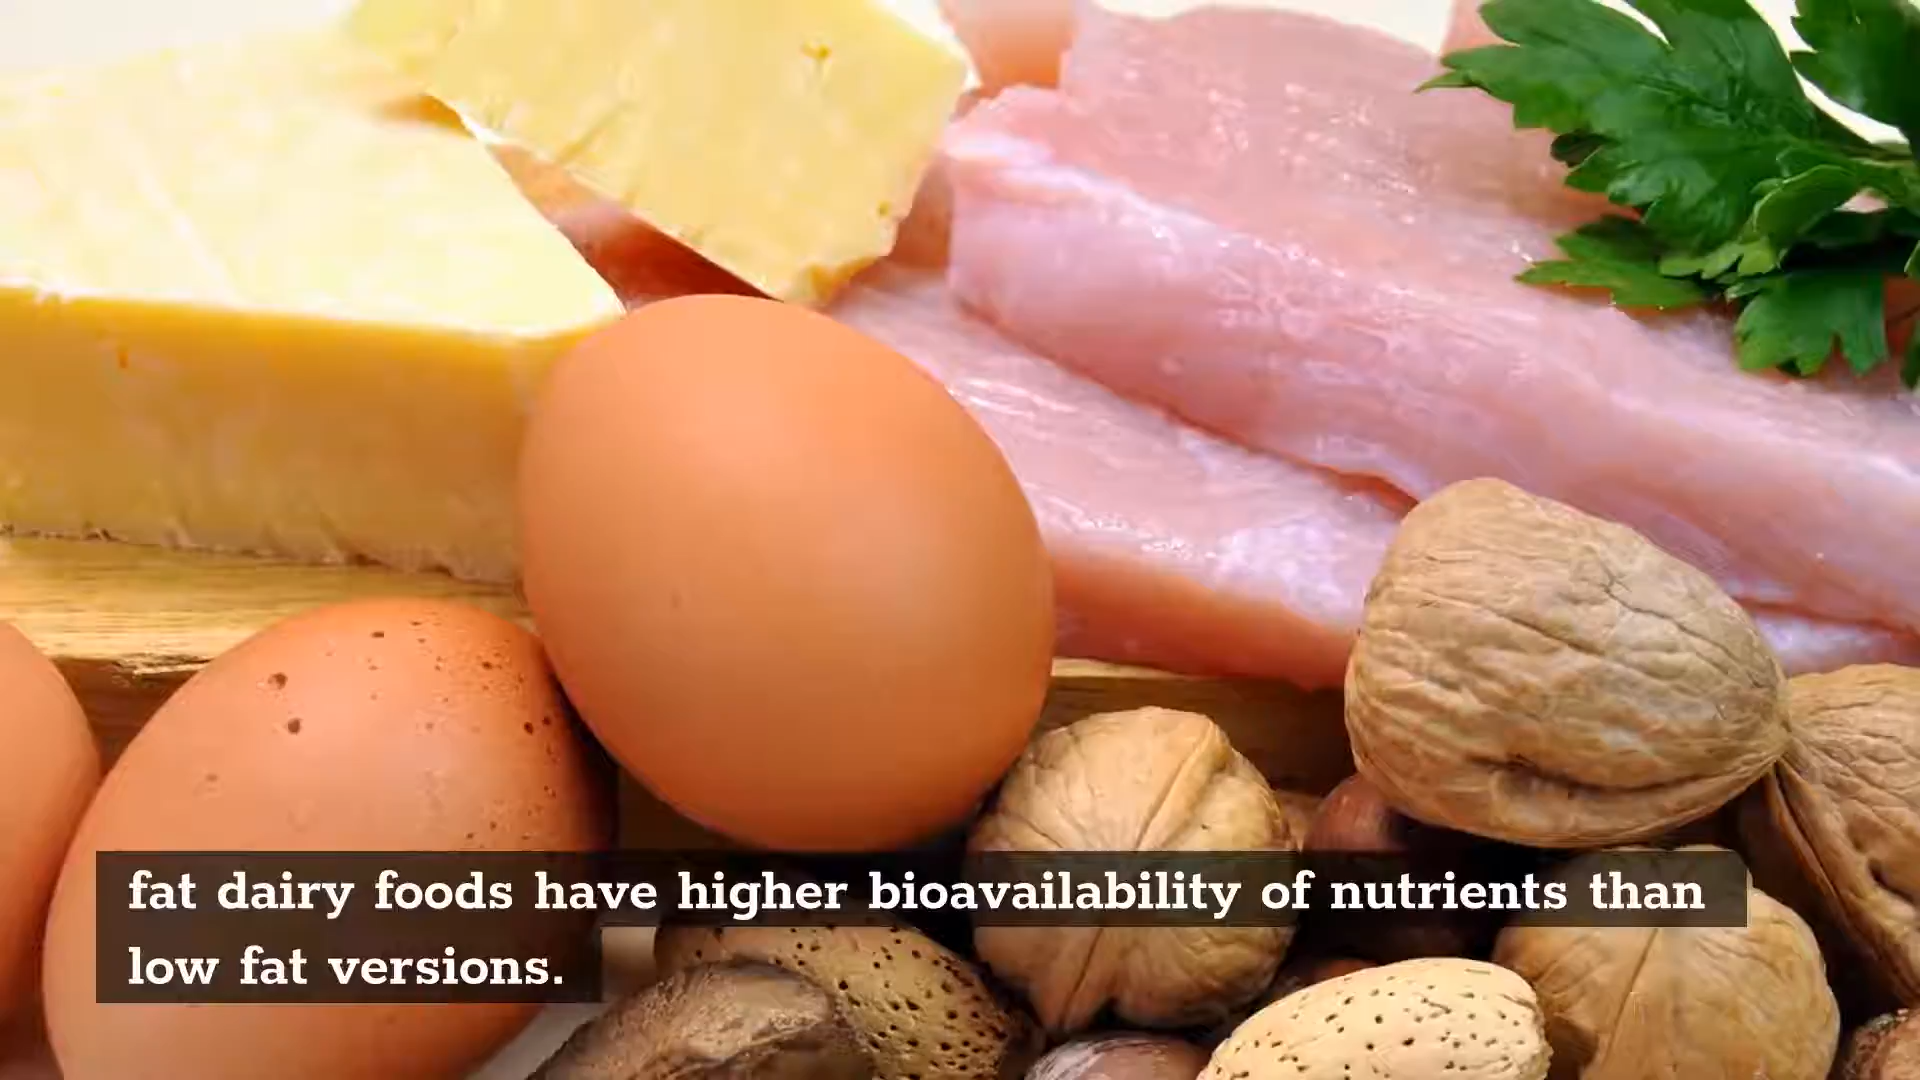 fat dairy foods have higher bioavailability of nutrients than
low fat versions.